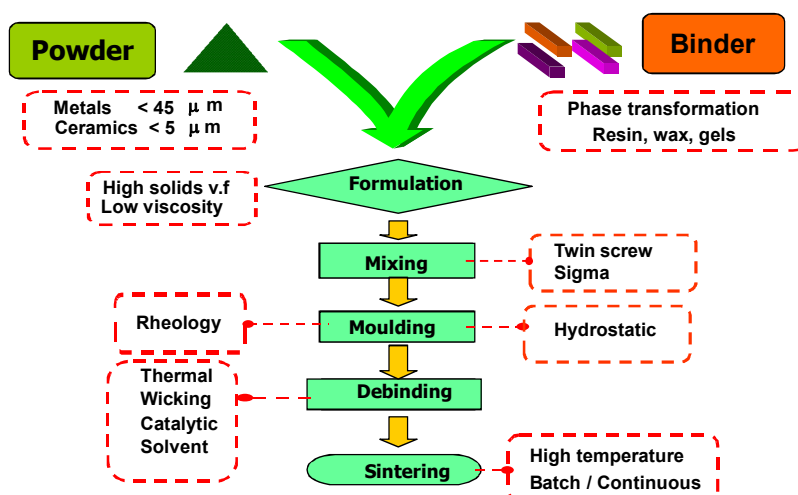 Powder
Binder
Metals < 45 μ m
Ceramics < 5 μ m
Phase transformation
Resin, wax, gels
Formulation
High solids v.f
Low viscosity
Mixing
Twin screw
Sigma
Rheology
Moulding
Hydrostatic
Thermal
Wicking
Catalytic
Solvent
Debinding
Sintering
High temperature
Batch / Continuous